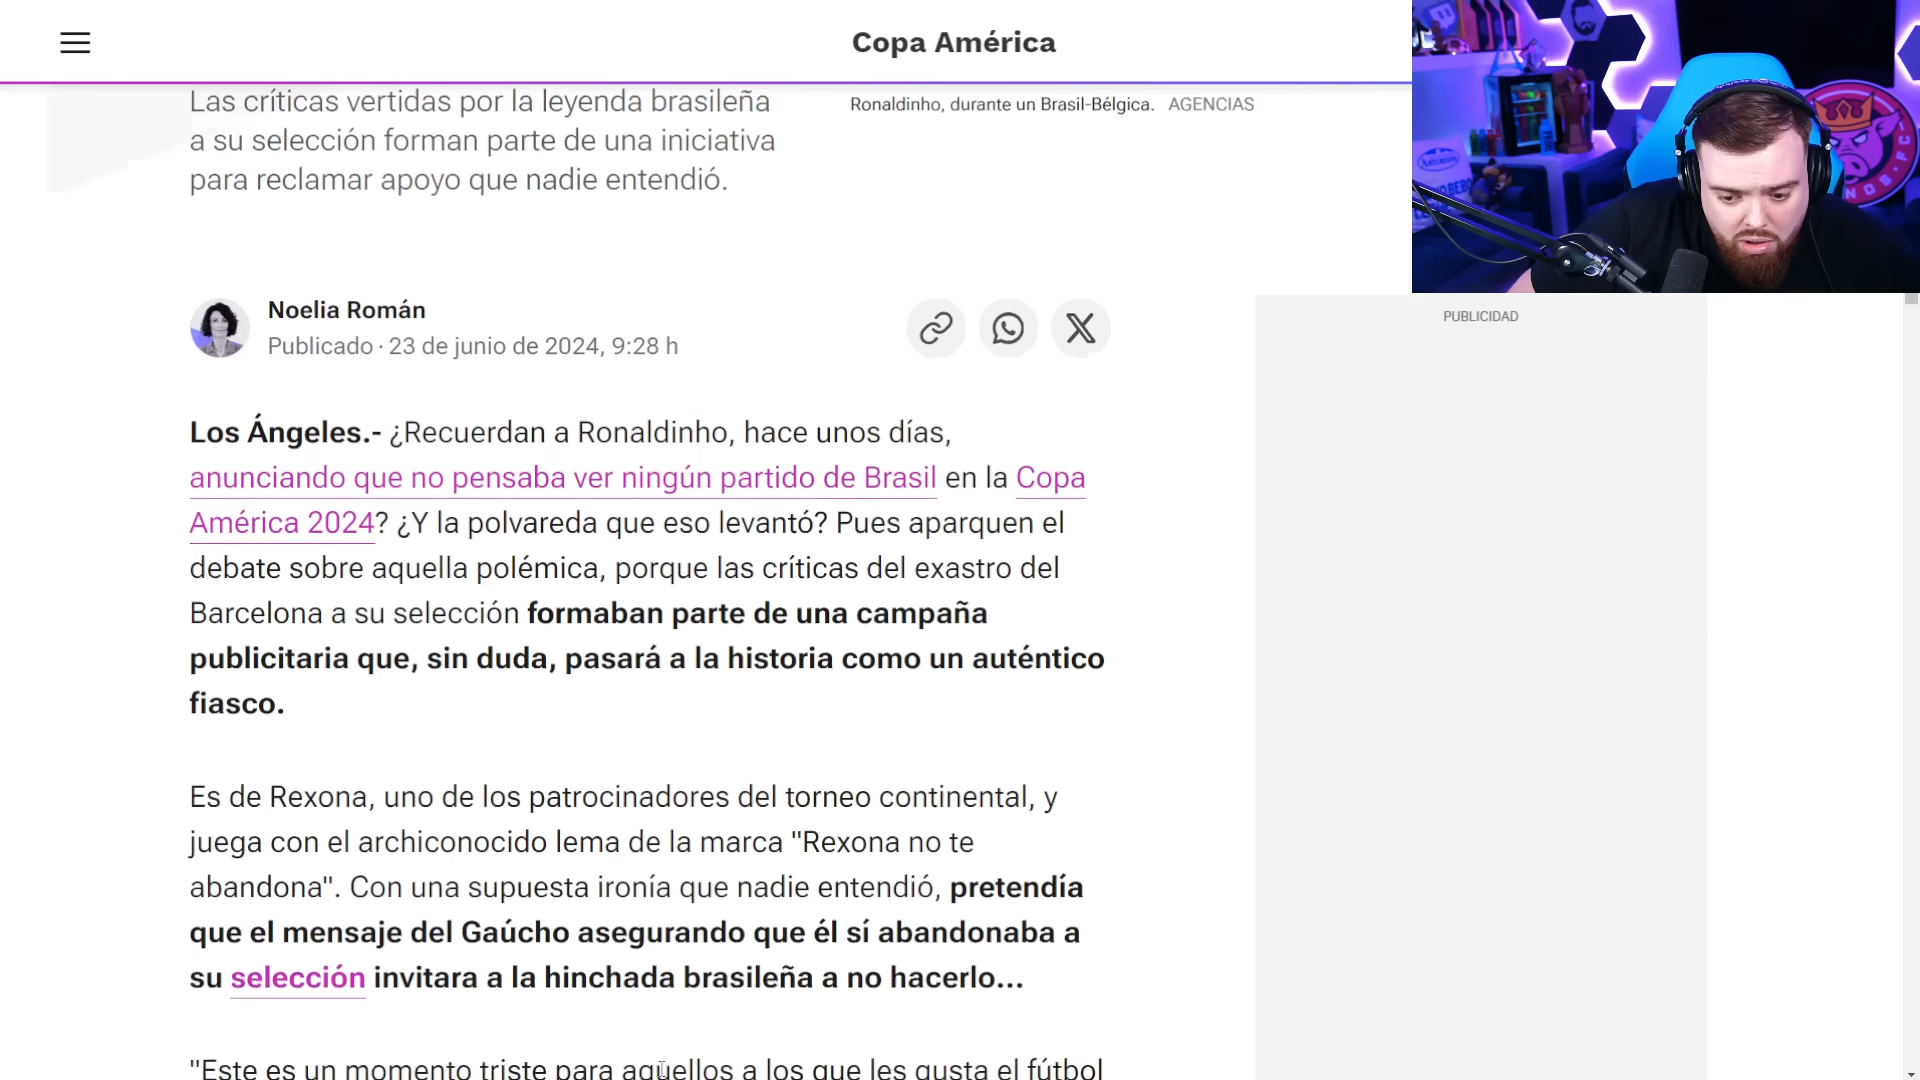 Copa América
Las críticas vertidas por la leyenda brasileña
a su selección forman parte de una iniciativa
para reclamar apoyo que nadie entendió.
Ronaldinho, durante un Brasil-Bélgica. AGENCIAS
Noelia Román
Publicado · 23 de junio de 2024, 9:28 h
PUBLICIDAD
Los Ángeles.- ¿Recuerdan a Ronaldinho, hace unos días,
anunciando que no pensaba ver ningún partido de Brasil en la Copa
América 2024? ¿Y la polvareda que eso levantó? Pues aparquen el
debate sobre aquella polémica, porque las críticas del exastro del
Barcelona a su selección formaban parte de una campaña
publicitaria que, sin duda, pasará a la historia como un auténtico
fiasco.
Es de Rexona, uno de los patrocinadores del torneo continental, y
juega con el archiconocido lema de la marca "Rexona no te
abandona". Con una supuesta ironía que nadie entendió, pretendía
que el mensaje del Gaúcho asegurando que él sí abandonaba a
su selección invitara a la hinchada brasileña a no hacerlo...
"Este es un momento triste para aquellos a los que les gusta el fútbol